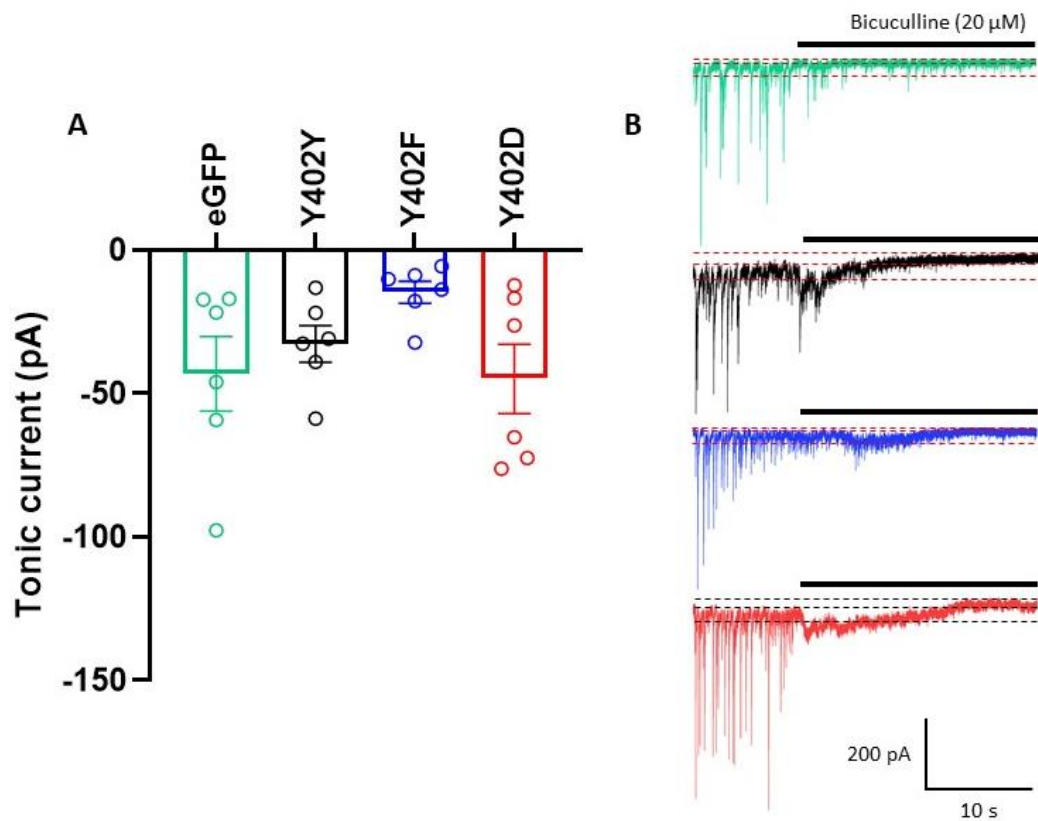 Bicuculline (20 µM)
A
B
eGFP
Y402Y
Y402F
Y402D
0
-50
-100
-150
Tonic current (pA)
200 pA
10 s